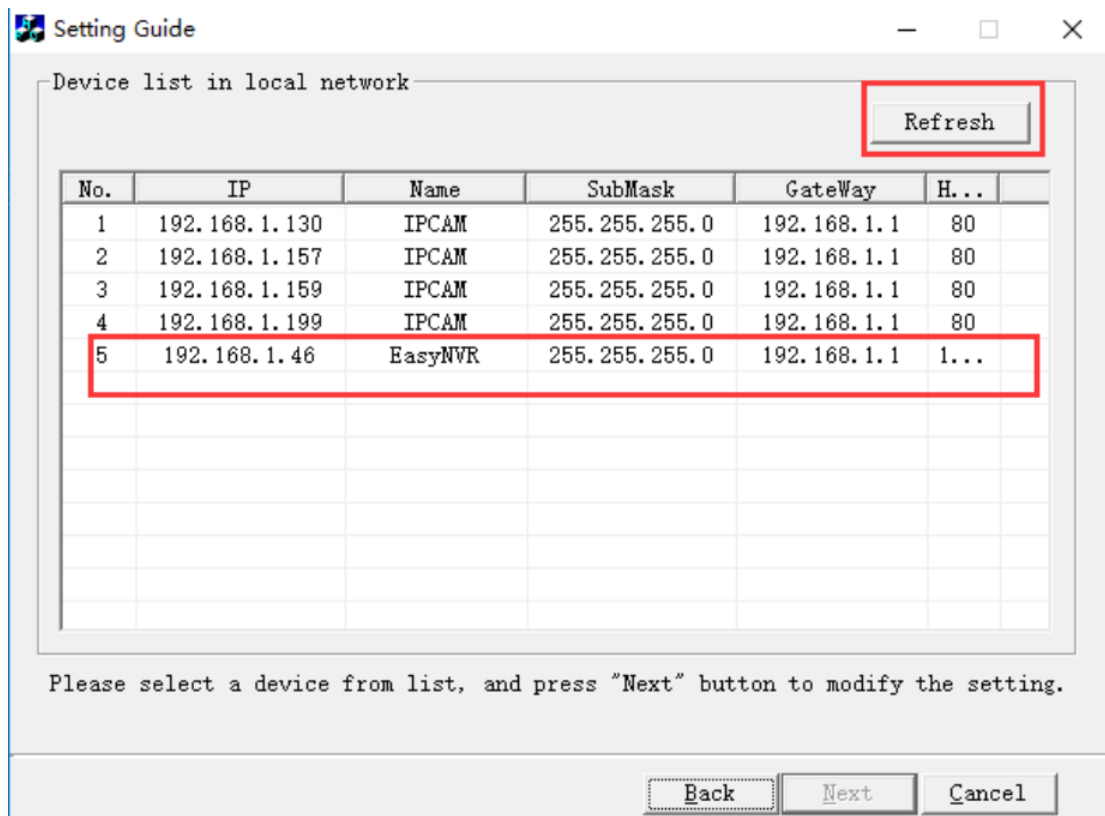 Setting Guide
Device list in local network
Refresh
No. IP Name SubMask GateWay H...
1 192.168.1.130 IPCAM 255.255.255.0 192.168.1.1 80
2 192.168.1.157 IPCAM 255.255.255.0 192.168.1.1 80
3 192.168.1.159 IPCAM 255.255.255.0 192.168.1.1 80
4 192.168.1.199 IPCAM 255.255.255.0 192.168.1.1 80
5 192.168.1.46 EasyNVR 255.255.255.0 192.168.1.1 1...
Please select a device from list, and press "Next" button to modify the setting.
Back Next Cancel